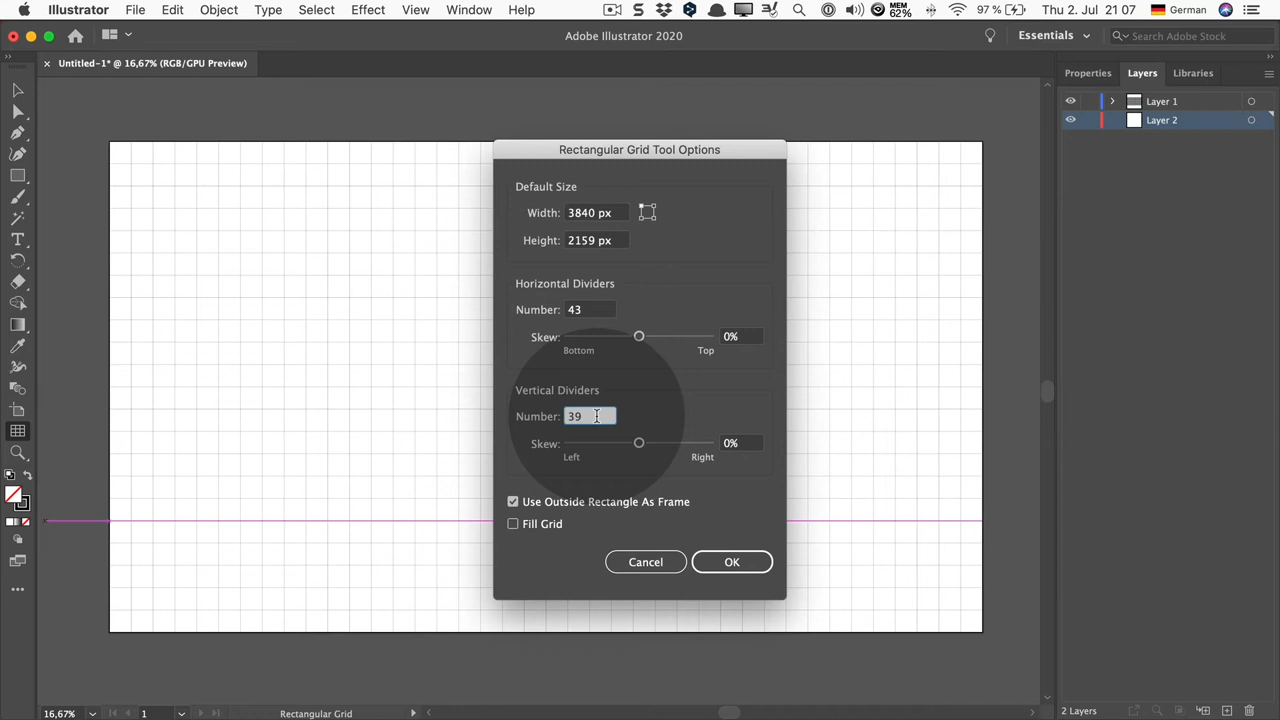 Illustrator File Edit Object Type Select Effect View Window Help MEM 62% 97 % Thu 2. Jul 21 07 German
Adobe Illustrator 2020 Essentials Search Adobe Stock
Untitled-1* @ 16,67% (RGB/GPU Preview)
Properties Layers Libraries
Layer 1
Layer 2
Rectangular Grid Tool Options
Default Size
Width: 3840 px
Height: 2159 px
Horizontal Dividers
Number: 43
Skew: 0%
Bottom Top
Vertical Dividers
Number: 39
Skew: 0%
Left Right
Use Outside Rectangle As Frame
Fill Grid
Cancel OK
16,67% 1 Rectangular Grid 2 Layers